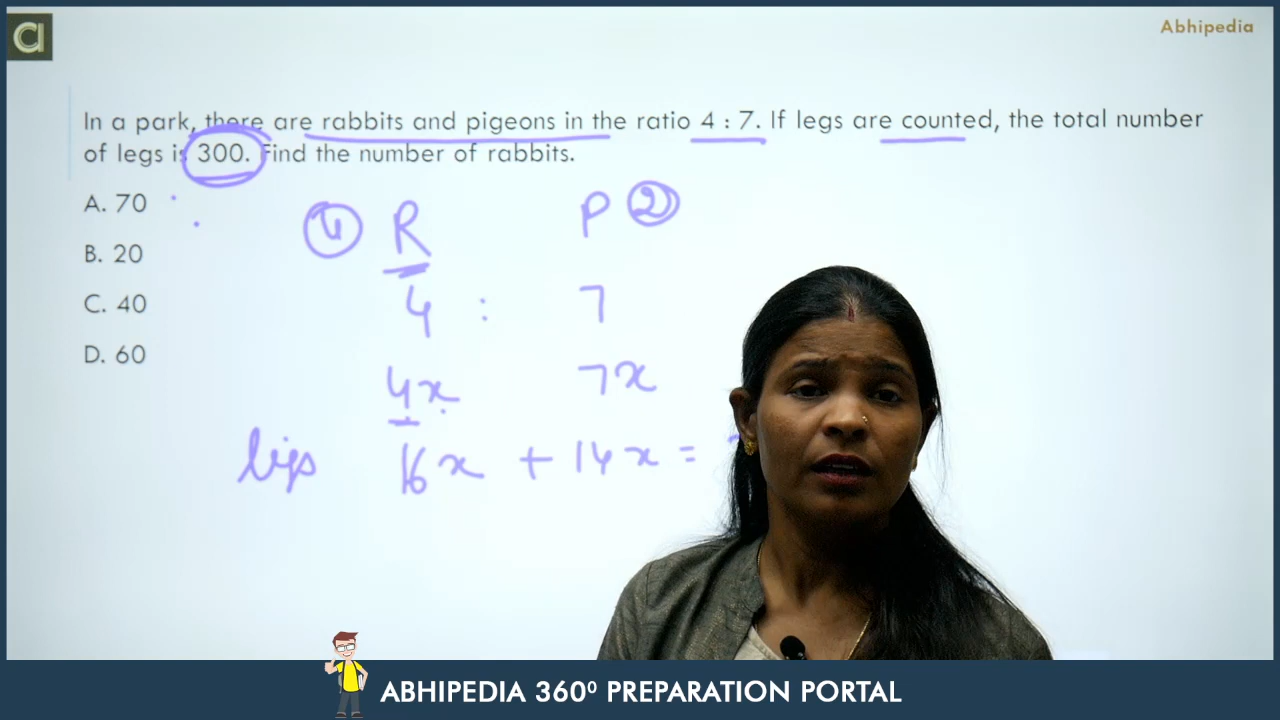 Abhipedia
In a park, there are rabbits and pigeons in the ratio 4 : 7. If legs are counted, the total number
of legs is 300. Find the number of rabbits.
A. 70
B. 20
C. 40
D. 60
4 R P 2
4 : 7
4x 7x
legs 16x + 14x =
ABHIPEDIA 360⁰ PREPARATION PORTAL